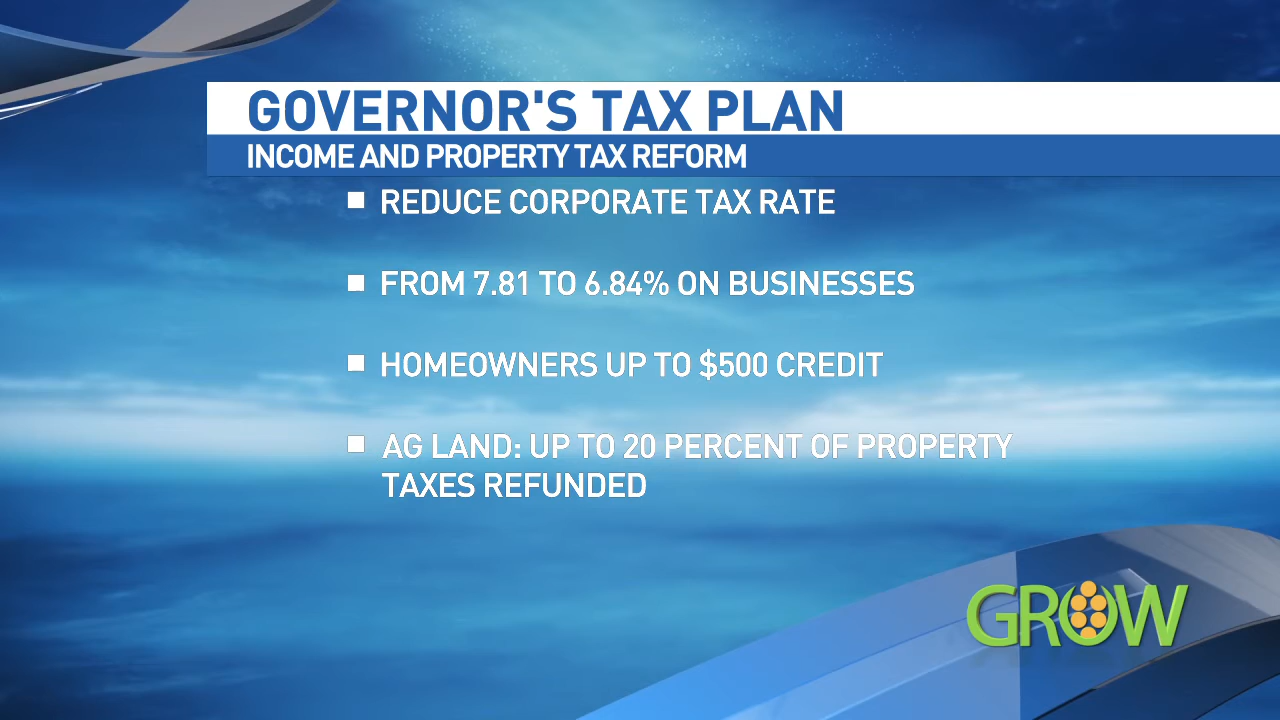 GOVERNOR'S TAX PLAN
INCOME AND PROPERTY TAX REFORM
REDUCE CORPORATE TAX RATE
FROM 7.81 TO 6.84% ON BUSINESSES
HOMEOWNERS UP TO $500 CREDIT
AG LAND: UP TO 20 PERCENT OF PROPERTY
TAXES REFUNDED
GROW